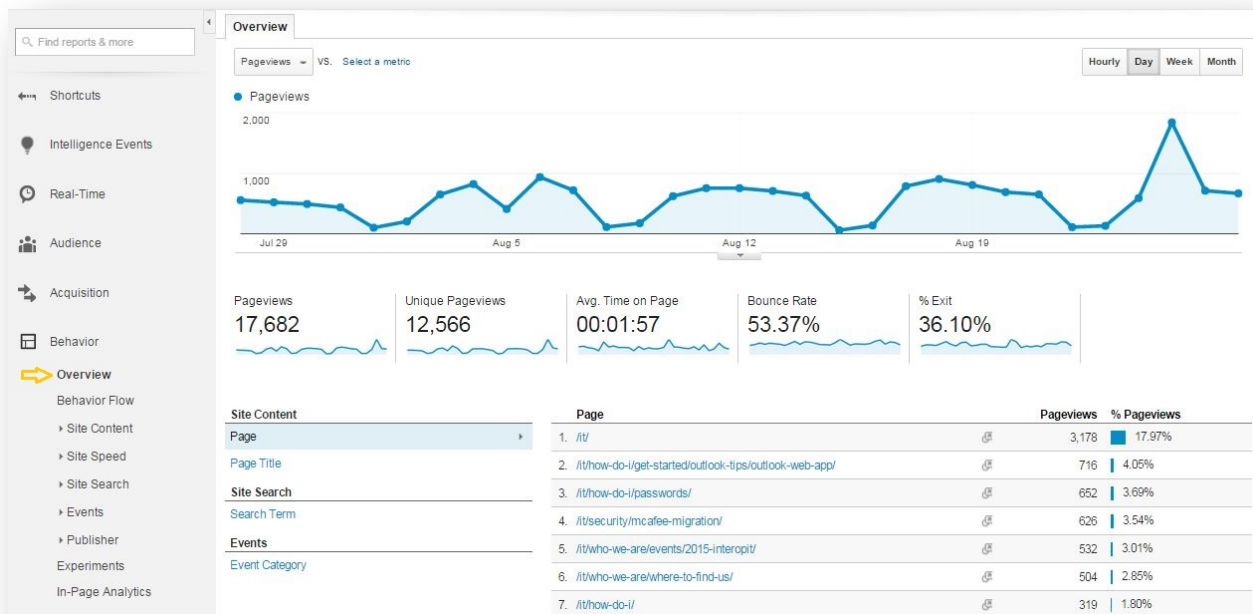 Find reports & more
Shortcuts
Intelligence Events
Real-Time
Audience
Acquisition
Behavior
Overview
Behavior Flow
Site Content
Site Speed
Site Search
Events
Publisher
Experiments
In-Page Analytics
Overview
Pageviews VS. Select a metric
Hourly Day Week Month
Pageviews
2,000
1,000
Jul 29 Aug 5 Aug 12 Aug 19
Pageviews Unique Pageviews Avg. Time on Page Bounce Rate % Exit
17,682 12,566 00:01:57 53.37% 36.10%
Site Content
Page
Page Title
Site Search
Search Term
Events
Event Category
Page Pageviews % Pageviews
1. /it/ 3,178 17.97%
2. /it/how-do-i/get-started/outlook-tips/outlook-web-app/ 716 4.05%
3. /it/how-do-i/passwords/ 652 3.69%
4. /it/security/mcafee-migration/ 626 3.54%
5. /it/who-we-are/events/2015-interopit/ 532 3.01%
6. /it/who-we-are/where-to-find-us/ 504 2.85%
7. /it/how-do-i/ 319 1.80%